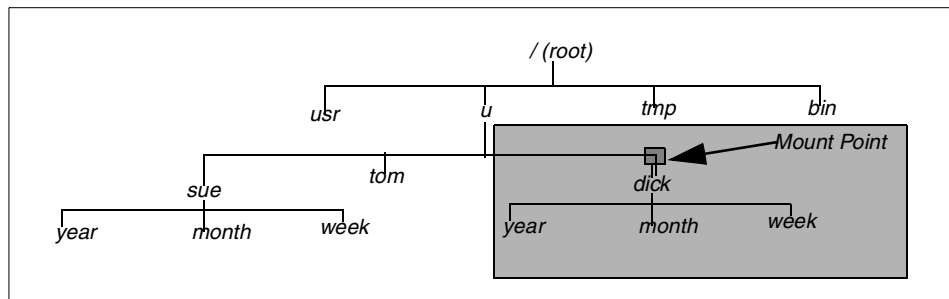 / (root)
usr u tmp bin
Mount Point
sue tom dick
year month week year month week